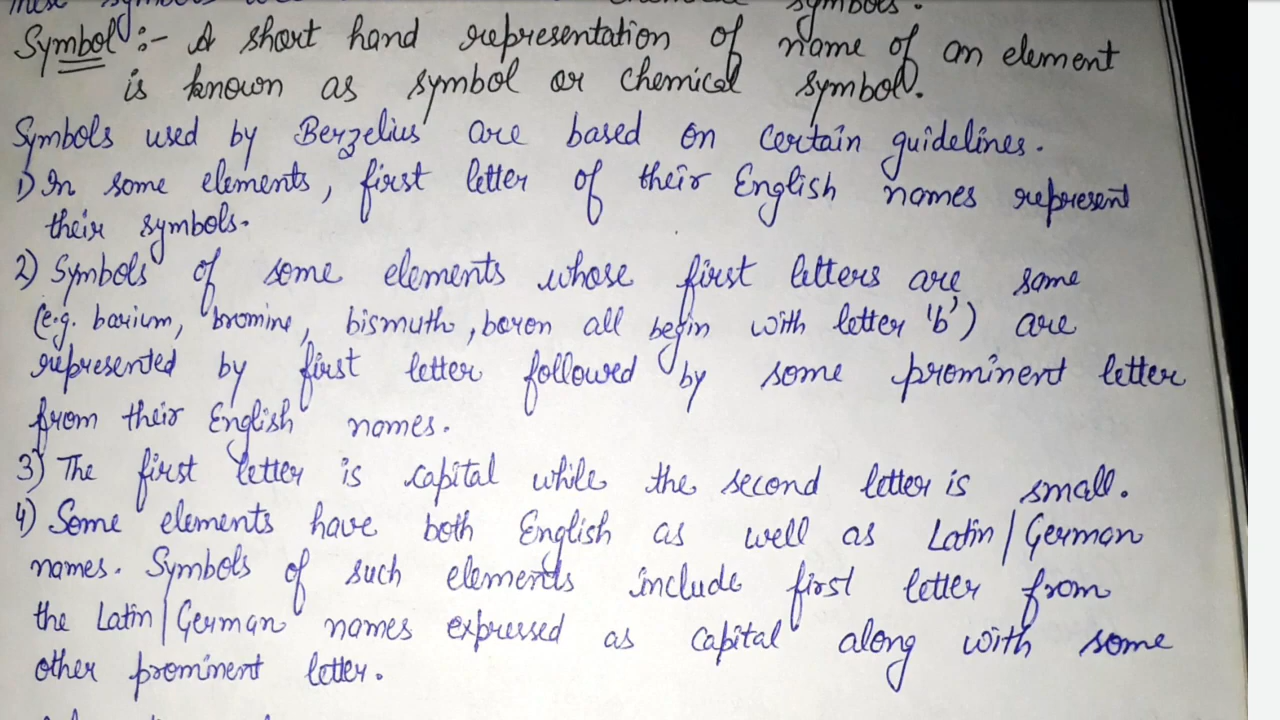 these symbols symbols.
Symbol :- A short hand representation of name of an element
is known as symbol or chemical symbol.
Symbols used by Berzelius are based on certain guidelines.
1) In some elements, first letter of their English names represent
their symbols.
2) Symbols of some elements whose first letters are same
(e.g. barium, bromine, bismuth, boron all begin with letter 'b') are
represented by first letter followed by some prominent letter
from their English names.
3) The first letter is capital while the second letter is small.
4) Some elements have both English as well as Latin/German
names. Symbols of such elements include first letter from
the Latin/German names expressed as capital along with some
other prominent letter.